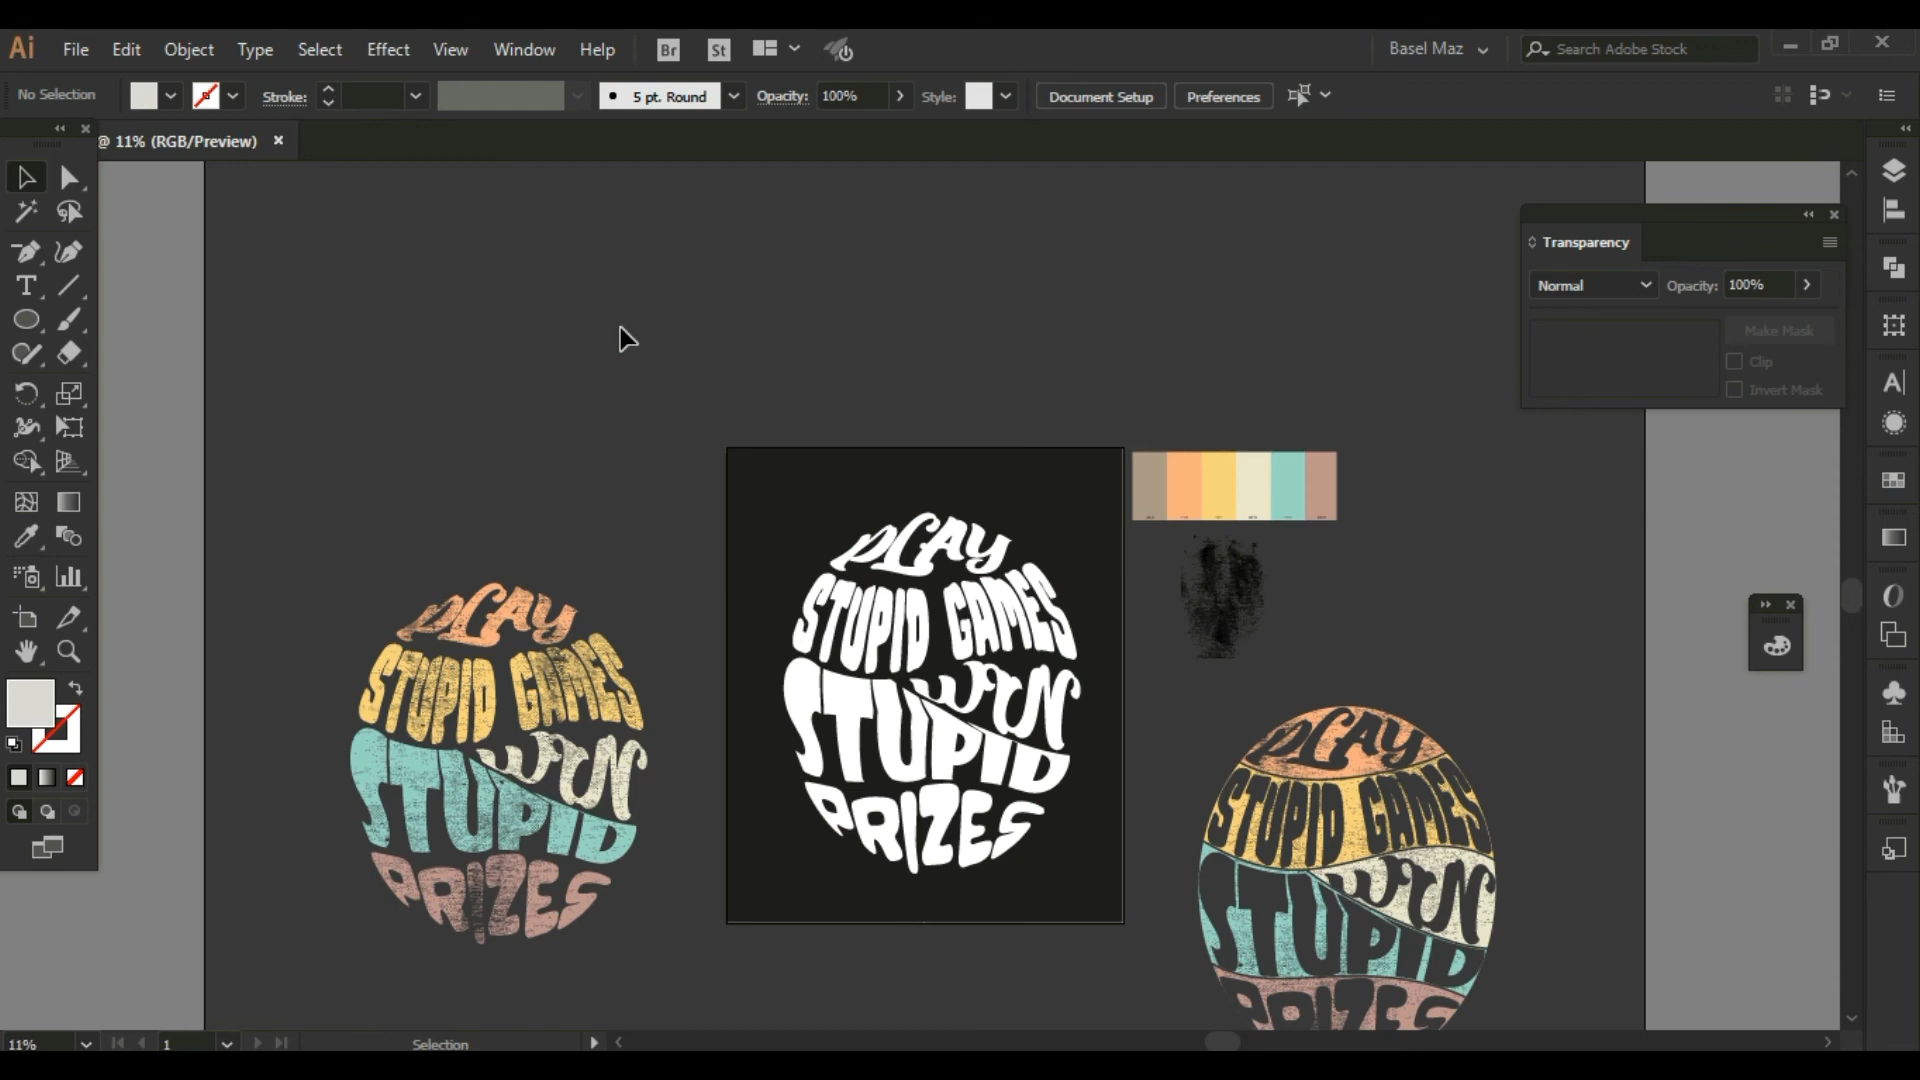 Ai File Edit Object Type Select Effect View Window Help Br St Basel Maz Search Adobe Stock
No Selection Stroke: 5 pt. Round Opacity: 100% Style: Document Setup Preferences
@ 11% (RGB/Preview)
Transparency
Normal Opacity: 100%
Make Mask
Clip
Invert Mask
PLAY
STUPID GAMES
WIN
STUPID
PRIZES
PLAY
STUPID GAMES
WIN
STUPID
PRIZES
PLAY
STUPID GAMES
WIN
STUPID
PRIZES
11% 1 Selection